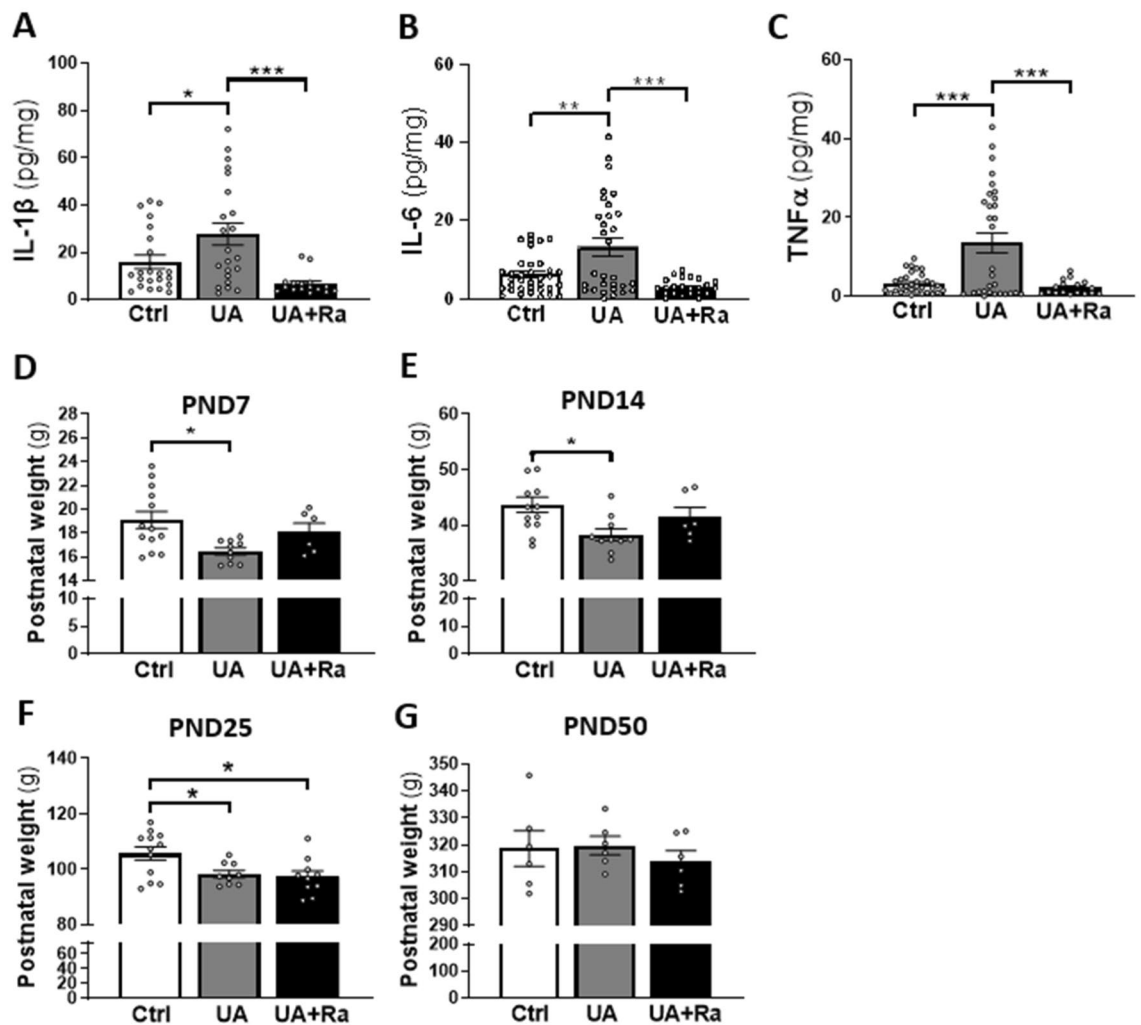 A
IL-1β (pg/mg)
100
80
60
40
20
0
*
***
Ctrl
UA
UA+Ra
B
IL-6 (pg/mg)
60
40
20
0
**
***
Ctrl
UA
UA+Ra
C
TNFα (pg/mg)
60
40
20
0
***
***
Ctrl
UA
UA+Ra
D
PND7
Postnatal weight (g)
28
26
24
22
20
18
16
14
10
5
0
*
Ctrl
UA
UA+Ra
E
PND14
Postnatal weight (g)
60
50
40
30
20
10
0
*
Ctrl
UA
UA+Ra
F
PND25
Postnatal weight (g)
140
120
100
80
60
40
20
0
*
*
Ctrl
UA
UA+Ra
G
PND50
Postnatal weight (g)
350
340
330
320
310
300
290
200
100
0
Ctrl
UA
UA+Ra